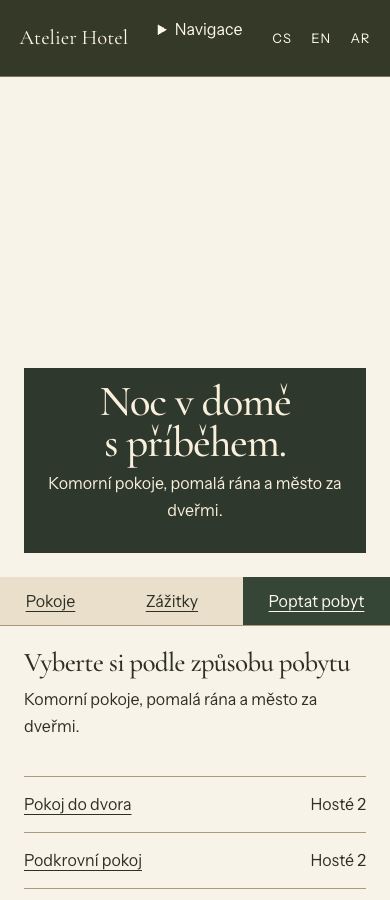 Atelier Hotel
Navigace
CS EN AR
Noc v domě
s příběhem.
Komorní pokoje, pomalá rána a město za
dveřmi.
Pokoje
Zážitky
Poptat pobyt
Vyberte si podle způsobu pobytu
Komorní pokoje, pomalá rána a město za
dveřmi.
Pokoj do dvora Hosté 2
Podkrovní pokoj Hosté 2